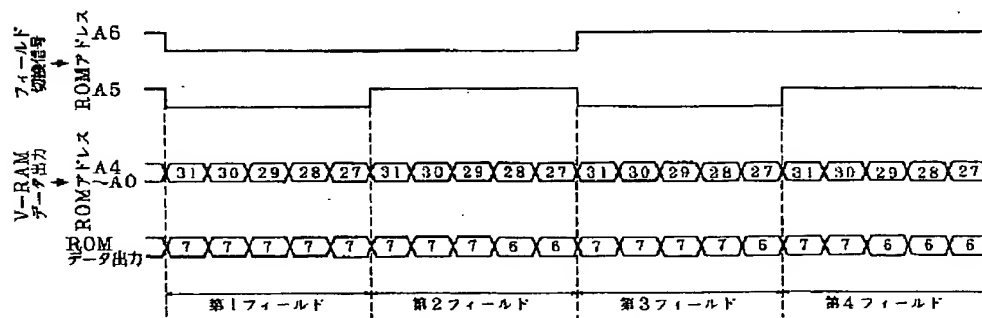 フィールド
切換信号
ROMアドレス
A6
A5
V-RAM
データ出力
ROMアドレス
A4
~A0
31 30 29 28 27 31 30 29 28 27 31 30 29 28 27 31 30 29 28 27
ROM
データ出力
7 7 7 7 7 7 7 7 6 6 7 7 7 7 6 7 7 6 6 6
第1フィールド 第2フィールド 第3フィールド 第4フィールド